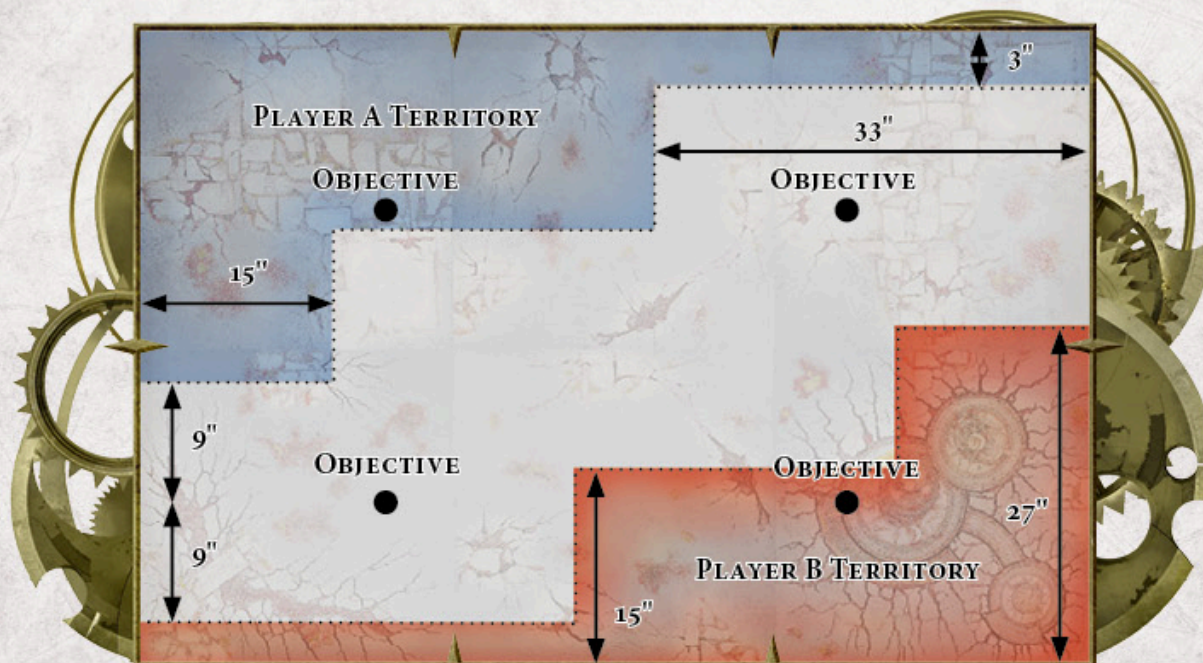 3"
Player A Territory
33"
Objective
Objective
15"
9"
Objective
Objective
27"
9"
Player B Territory
15"